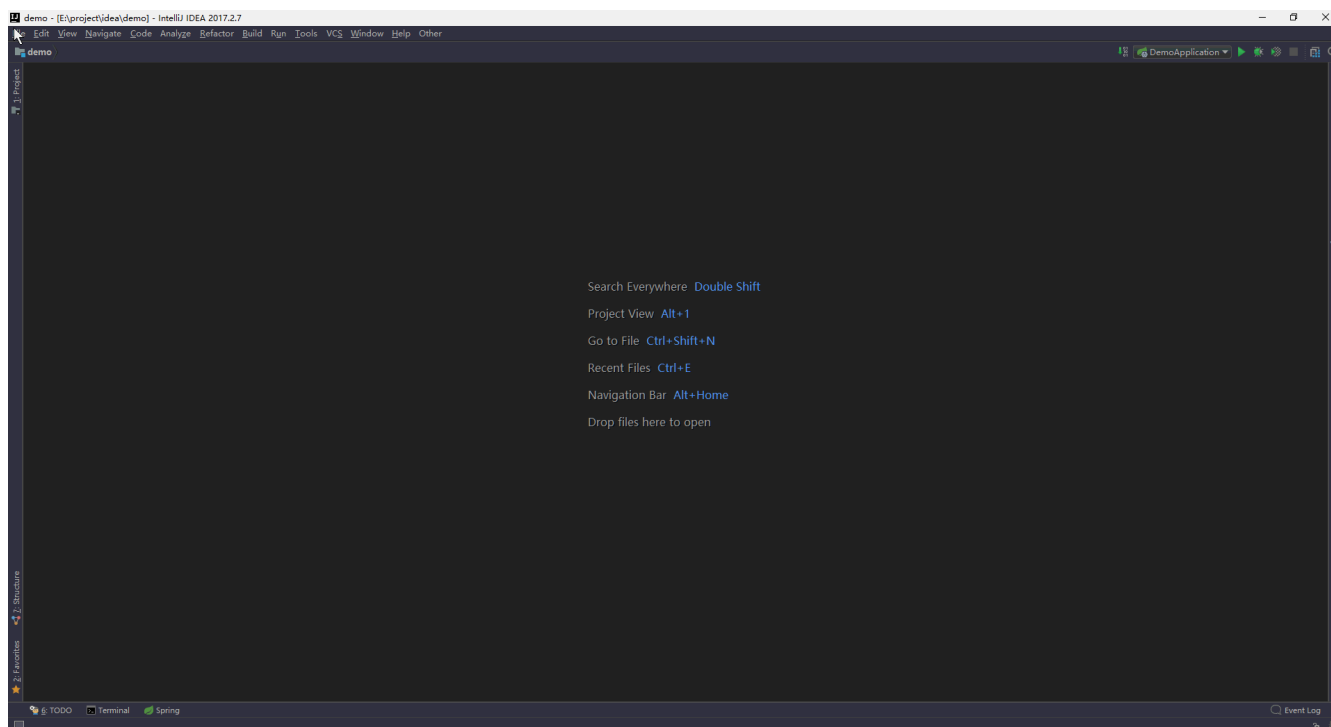 demo - [E:\project\idea\demo] - IntelliJ IDEA 2017.2.7
Edit View Navigate Code Analyze Refactor Build Run Tools VCS Window Help Other
demo
DemoApplication
1: Project
Search Everywhere Double Shift
Project View Alt+1
Go to File Ctrl+Shift+N
Recent Files Ctrl+E
Navigation Bar Alt+Home
Drop files here to open
7: Structure
2: Favorites
6: TODO Terminal Spring Event Log